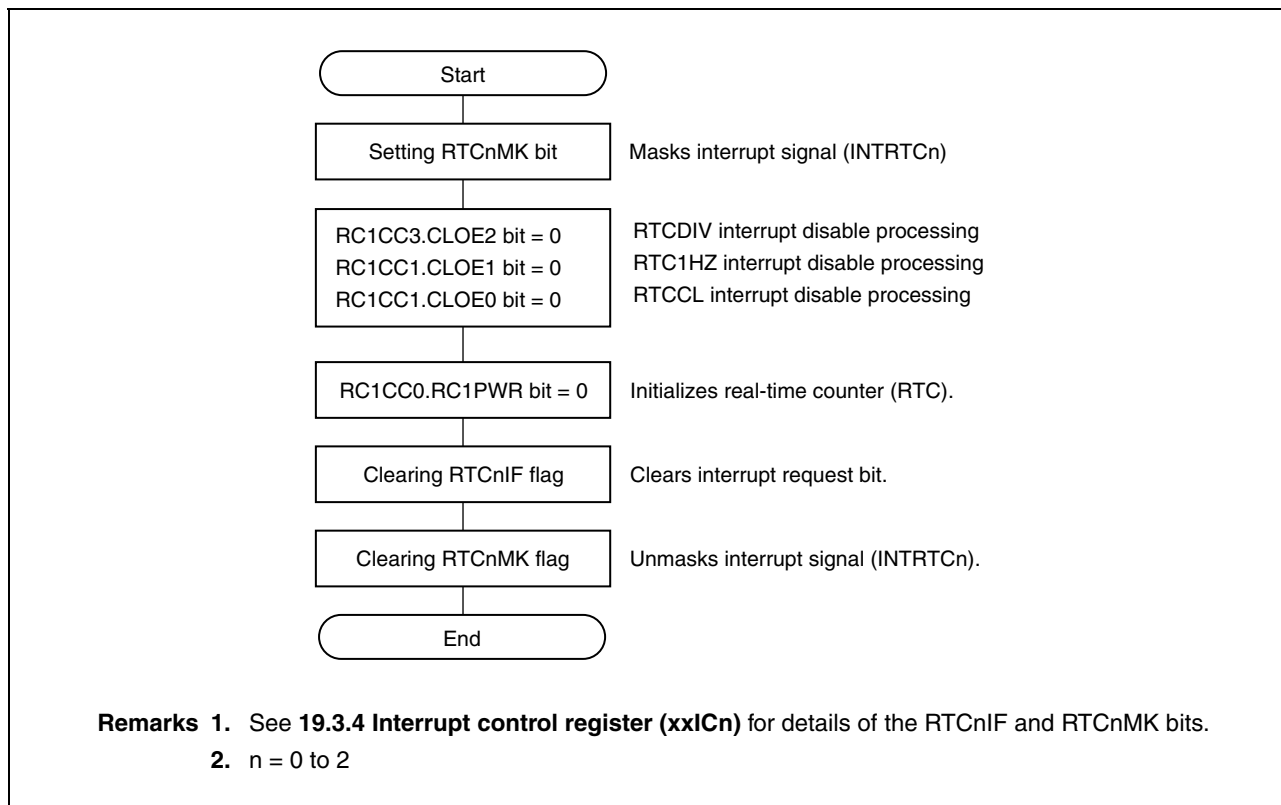 Start
Setting RTCnMK bit
Masks interrupt signal (INTRTCn)
RC1CC3.CLOE2 bit = 0
RTCDIV interrupt disable processing
RC1CC1.CLOE1 bit = 0
RTC1HZ interrupt disable processing
RC1CC1.CLOE0 bit = 0
RTCCL interrupt disable processing
RC1CC0.RC1PWR bit = 0
Initializes real-time counter (RTC).
Clearing RTCnIF flag
Clears interrupt request bit.
Clearing RTCnMK flag
Unmasks interrupt signal (INTRTCn).
End
Remarks 1. See 19.3.4 Interrupt control register (xxICn) for details of the RTCnIF and RTCnMK bits.
2. n = 0 to 2